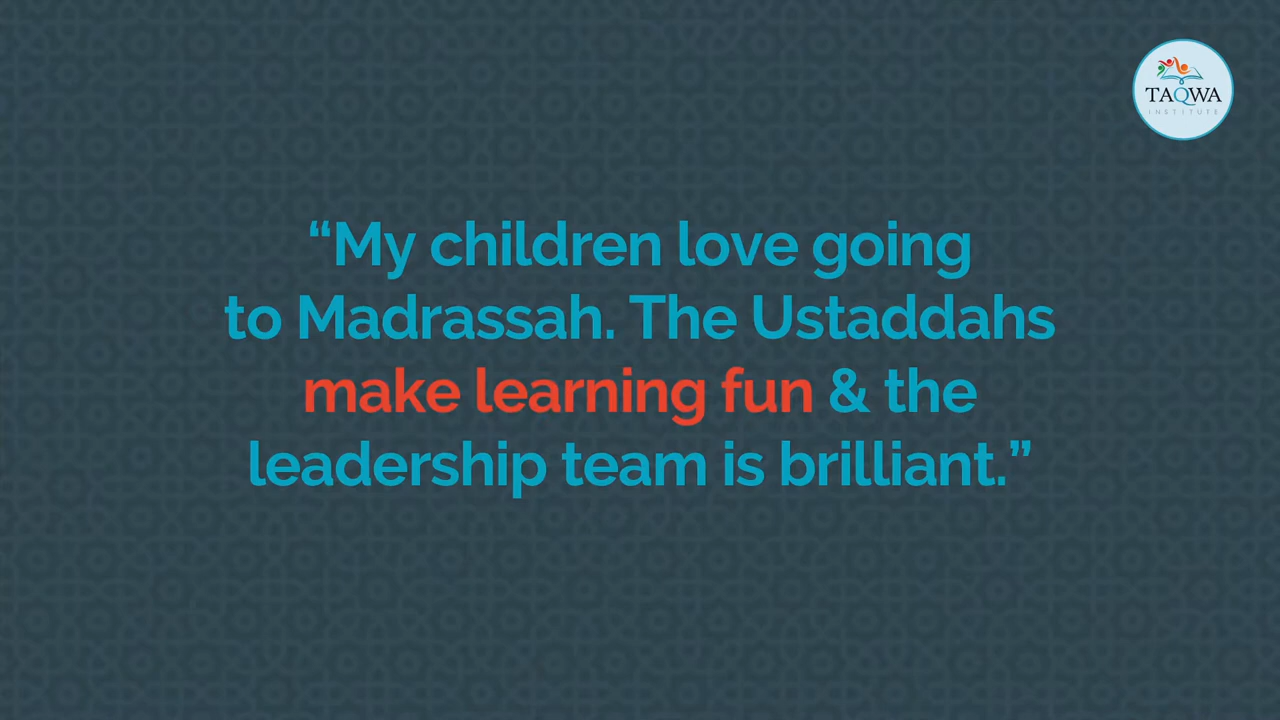 TAQWA
INSTITUTE
“My children love going
to Madrassah. The Ustaddahs
make learning fun & the
leadership team is brilliant.”